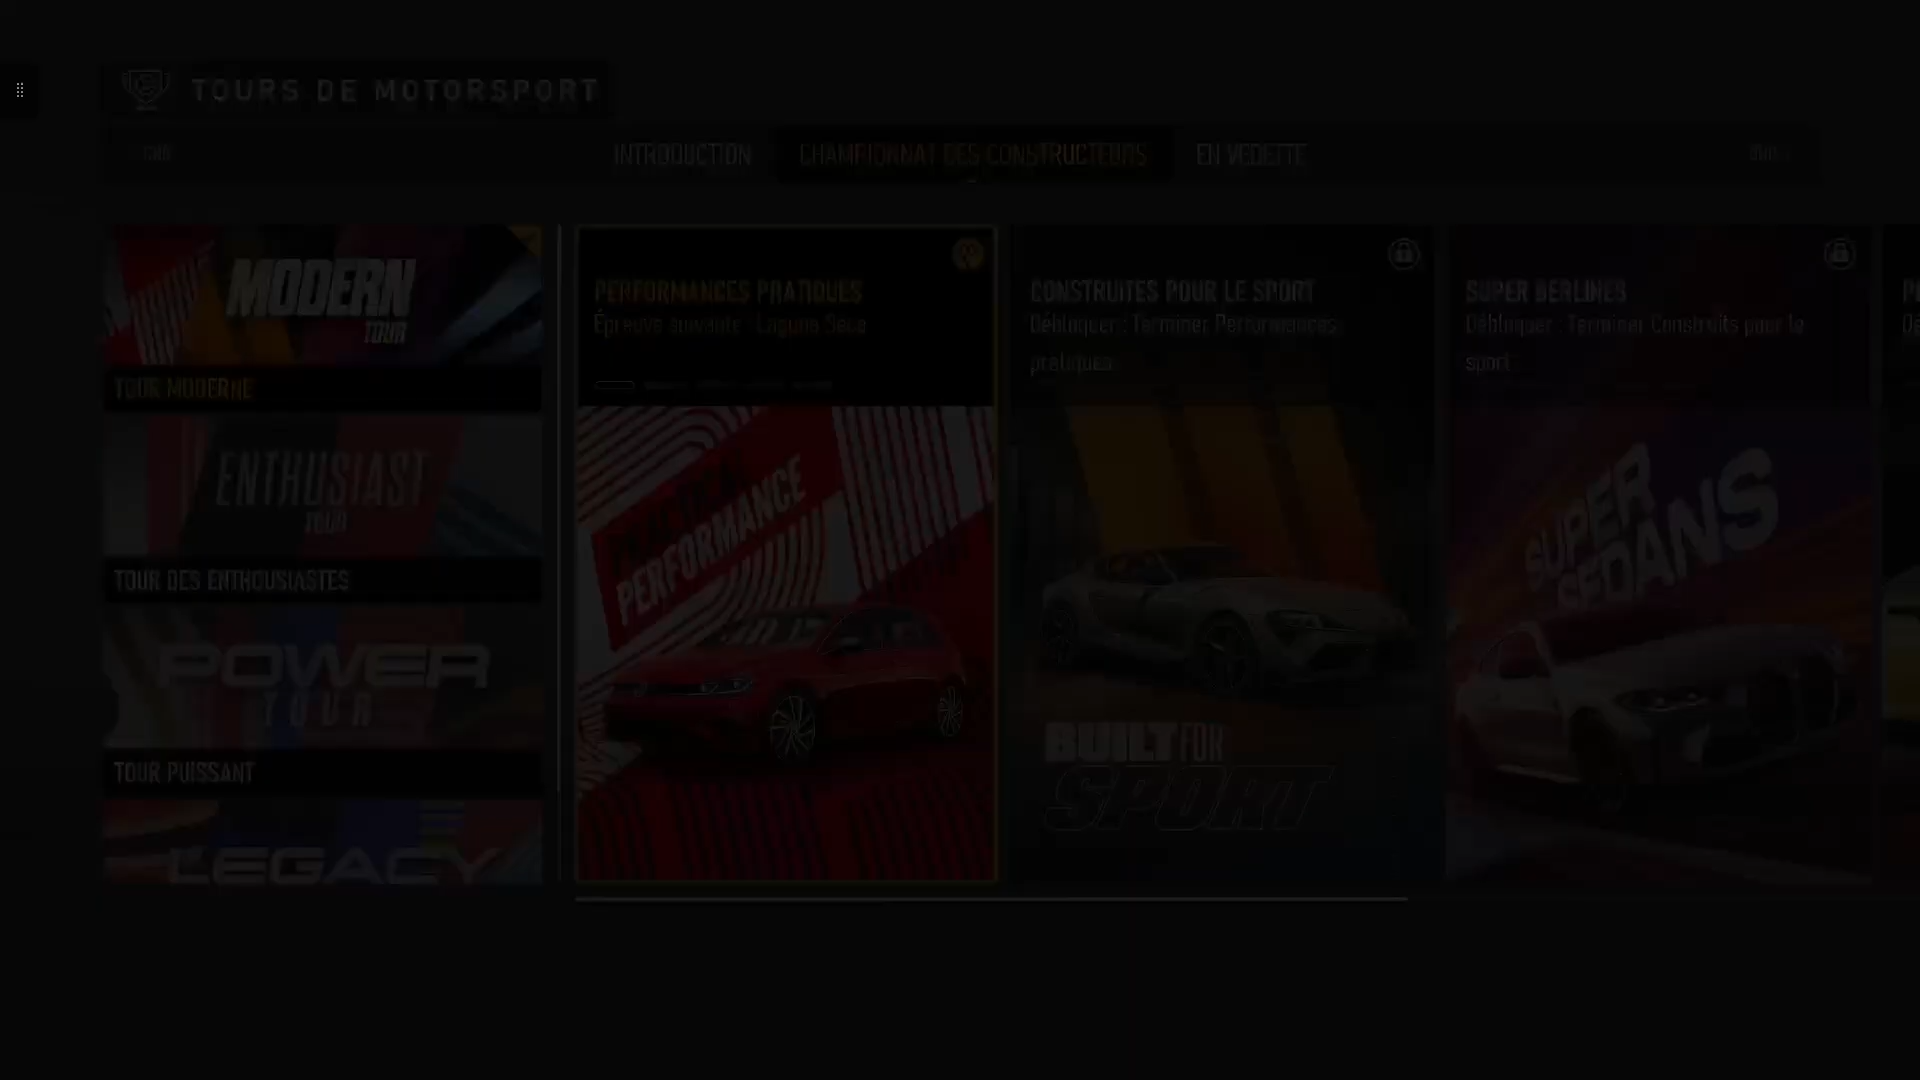 TOURS DE MOTORSPORT
INTRODUCTION
CHAMPIONNAT DES CONSTRUCTEURS
EN VEDETTE
MODERN
TOUR
TOUR MODERNE
ENTHUSIAST
TOUR
TOUR DES ENTHOUSIASTES
POWER
TOUR
TOUR PUISSANT
LEGACY
PERFORMANCES PRATIQUES
Épreuve suivante : Laguna Seca
PRACTICAL
PERFORMANCE
CONSTRUITES POUR LE SPORT
Débloquer : Terminer Performances
pratiques
BUILT FOR
SPORT
SUPER BERLINES
Débloquer : Terminer Construits pour le
sport
SUPER
SEDANS